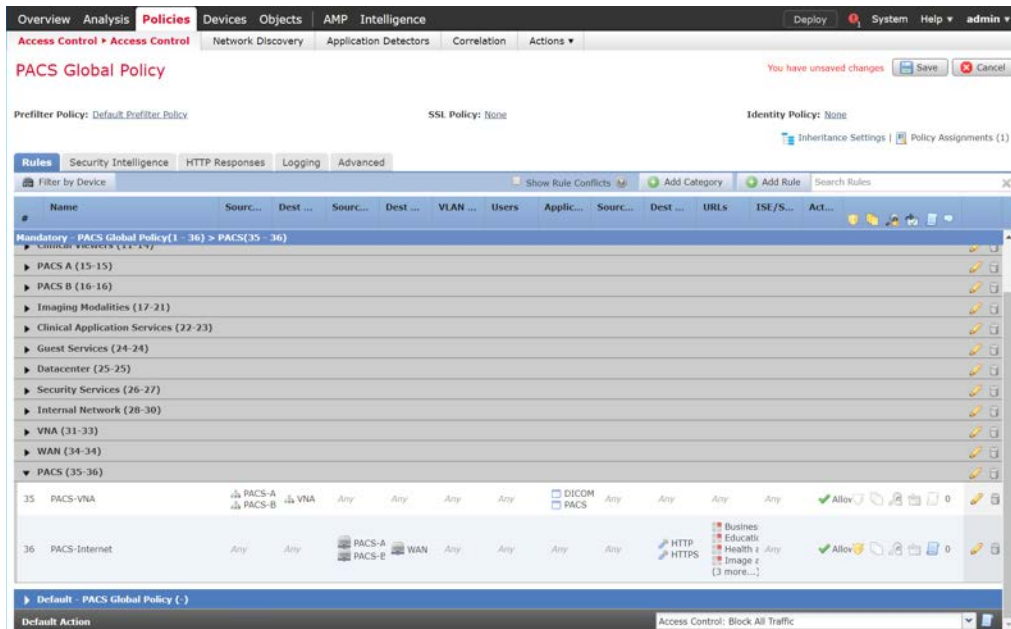 Overview Analysis Policies Devices Objects AMP Intelligence Deploy System Help admin
Access Control Access Control Network Discovery Application Detectors Correlation Actions
PACS Global Policy
You have unsaved changes Save Cancel
Prefilter Policy: Default Prefilter Policy SSL Policy: None Identity Policy: None
Inheritance Settings | Policy Assignments (1)
Rules Security Intelligence HTTP Responses Logging Advanced
Filter by Device Show Rule Conflicts Add Category Add Rule Search Rules
# Name Sourc... Dest ... Sourc... Dest ... VLAN ... Users Applic... Sourc... Dest ... URLs ISE/S... Act...
Mandatory - PACS Global Policy(1 - 36) > PACS(35 - 36)
Clinical Viewers (11-14)
PACS A (15-15)
PACS B (16-16)
Imaging Modalities (17-21)
Clinical Application Services (22-23)
Guest Services (24-24)
Datacenter (25-25)
Security Services (26-27)
Internal Network (28-30)
VNA (31-33)
WAN (34-34)
PACS (35-36)
35 PACS-VNA PACS-A PACS-B VNA Any Any Any Any DICOM PACS Any Any Any Any Allov 0
36 PACS-Internet Any Any PACS-A PACS-B WAN Any Any Any Any HTTP HTTPS Busines Educatic Health a Image a (3 more...) Any Allov 0
Default - PACS Global Policy (-)
Default Action Access Control: Block All Traffic